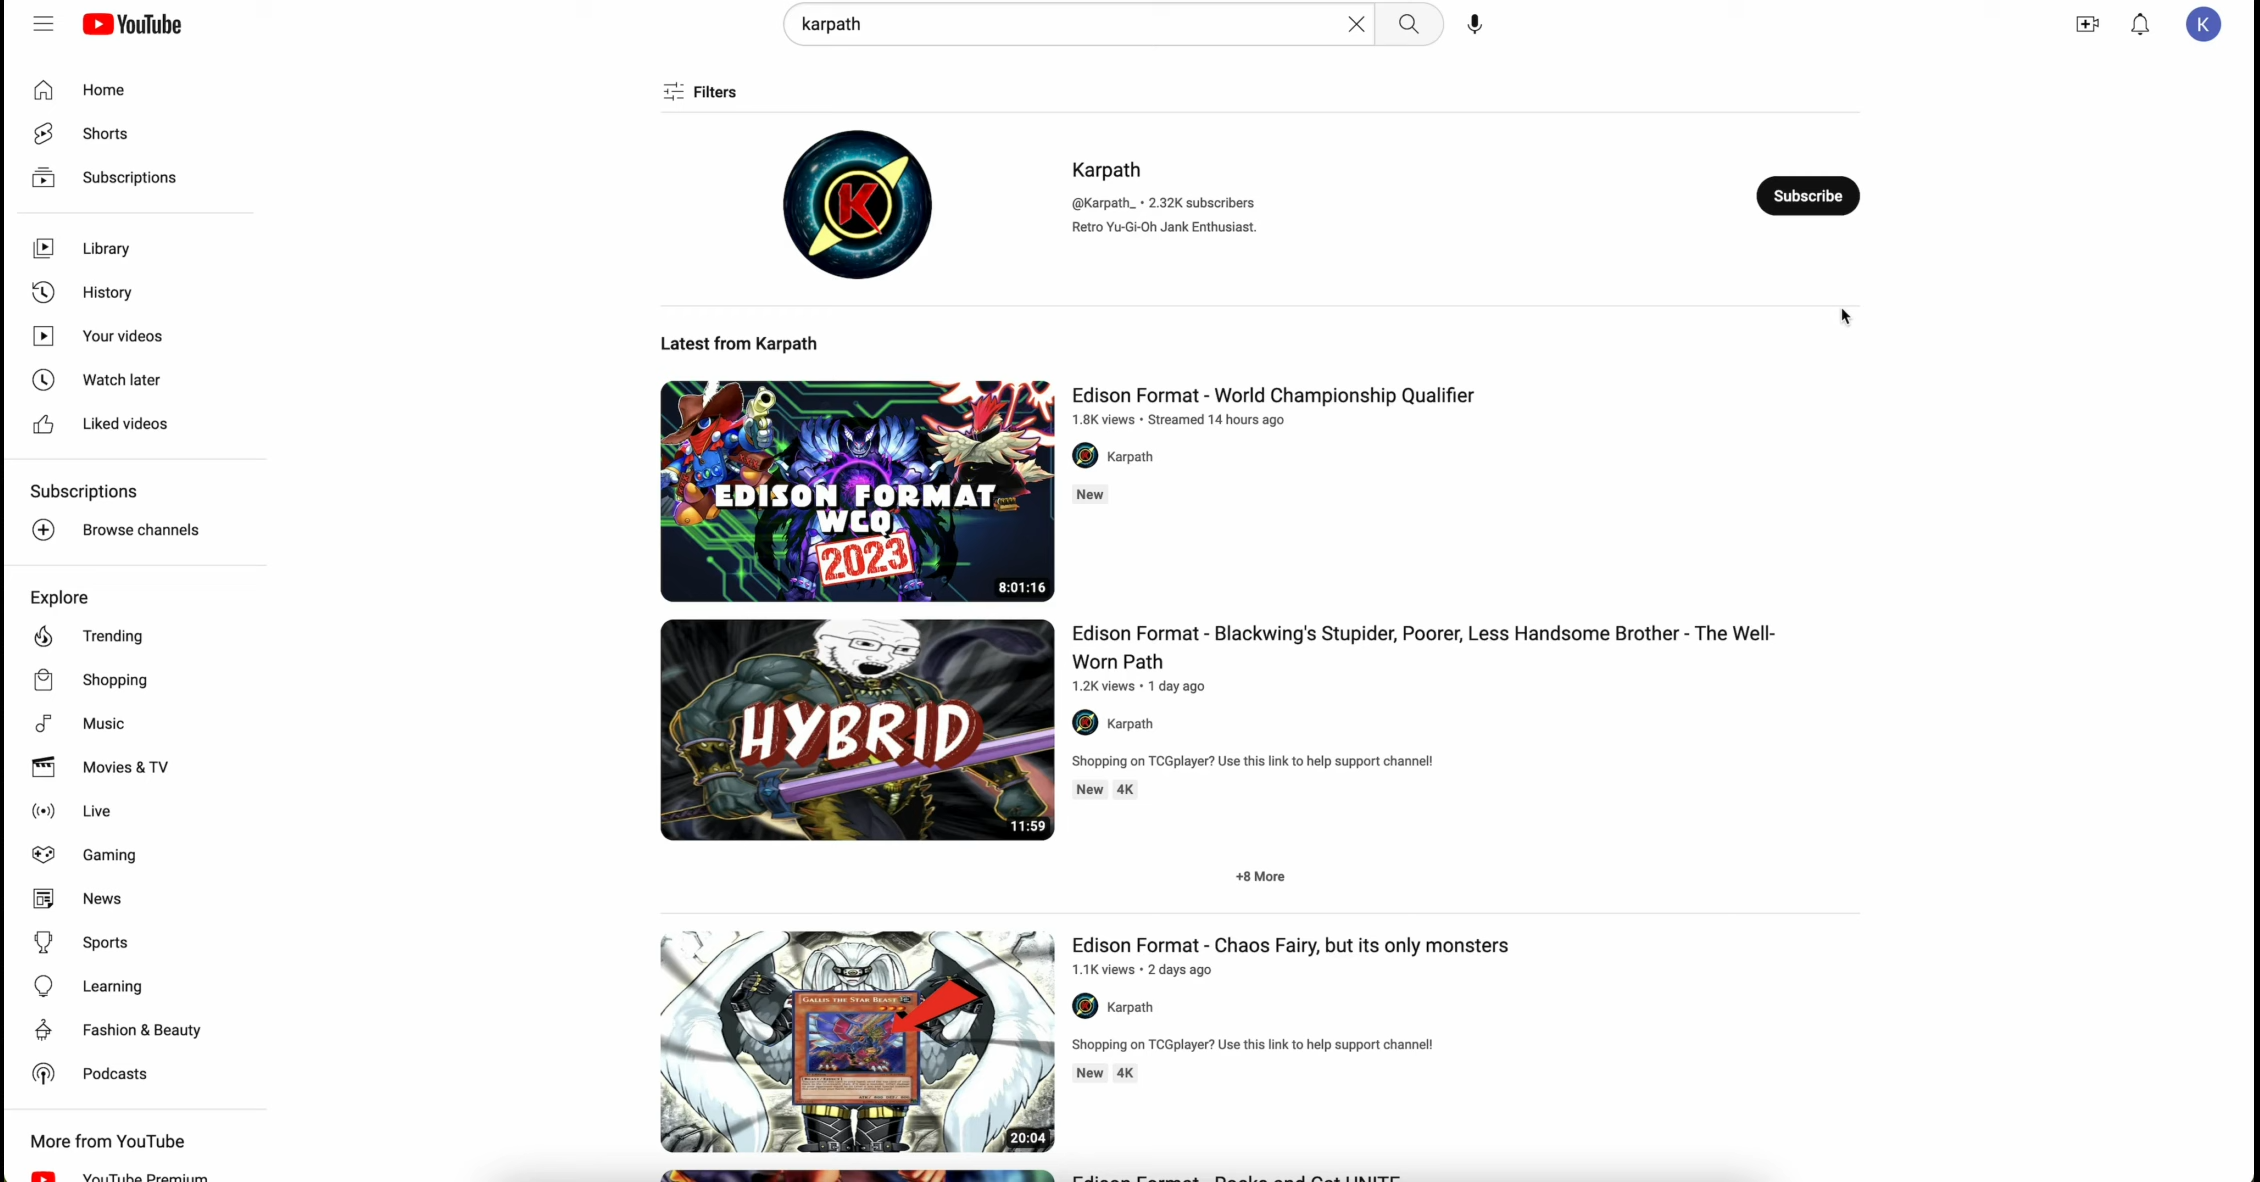 YouTube
karpath
K
Home
Shorts
Subscriptions
Library
History
Your videos
Watch later
Liked videos
Subscriptions
Browse channels
Explore
Trending
Shopping
Music
Movies & TV
Live
Gaming
News
Sports
Learning
Fashion & Beauty
Podcasts
More from YouTube
YouTube Premium
Filters
K
Karpath
@Karpath_ • 2.32K subscribers
Retro Yu-Gi-Oh Jank Enthusiast.
Subscribe
Latest from Karpath
EDISON FORMAT
WCQ
2023
8:01:16
Edison Format - World Championship Qualifier
1.8K views • Streamed 14 hours ago
Karpath
New
HYBRID
11:59
Edison Format - Blackwing's Stupider, Poorer, Less Handsome Brother - The Well-
Worn Path
1.2K views • 1 day ago
Karpath
Shopping on TCGplayer? Use this link to help support channel!
New 4K
+8 More
GALLIS THE STAR BEAST
20:04
Edison Format - Chaos Fairy, but its only monsters
1.1K views • 2 days ago
Karpath
Shopping on TCGplayer? Use this link to help support channel!
New 4K